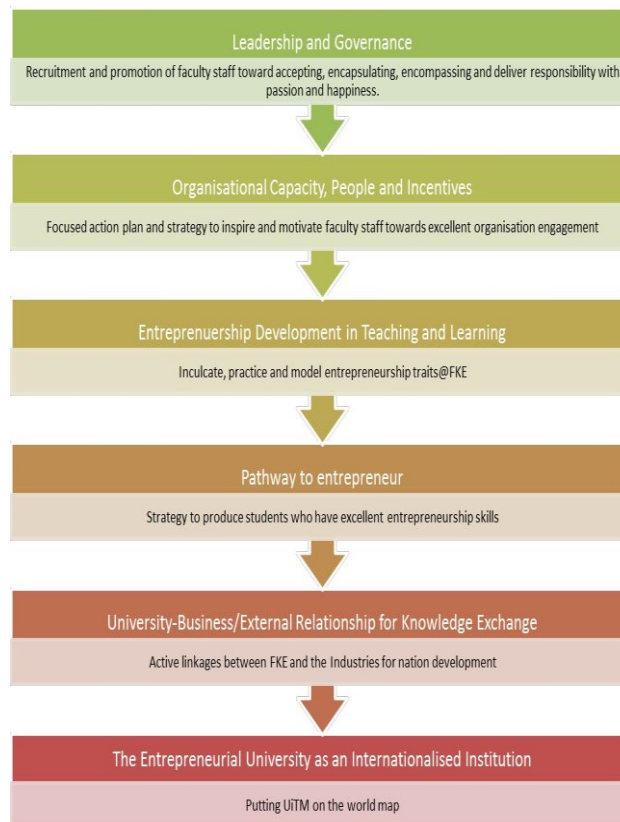 Leadership and Governance
Recruitment and promotion of faculty staff toward accepting, encapsulating, encompassing and deliver responsibility with
passion and happiness.
Organisational Capacity, People and Incentives
Focused action plan and strategy to inspire and motivate faculty staff towards excellent organisation engagement
Entreprenuership Development in Teaching and Learning
Inculcate, practice and model entrepreneurship traits@FKE
Pathway to entrepreneur
Strategy to produce students who have excellent entrepreneurship skills
University-Business/External Relationship for Knowledge Exchange
Active linkages between FKE and the Industries for nation development
The Entrepreneurial University as an Internationalised Institution
Putting UiTM on the world map